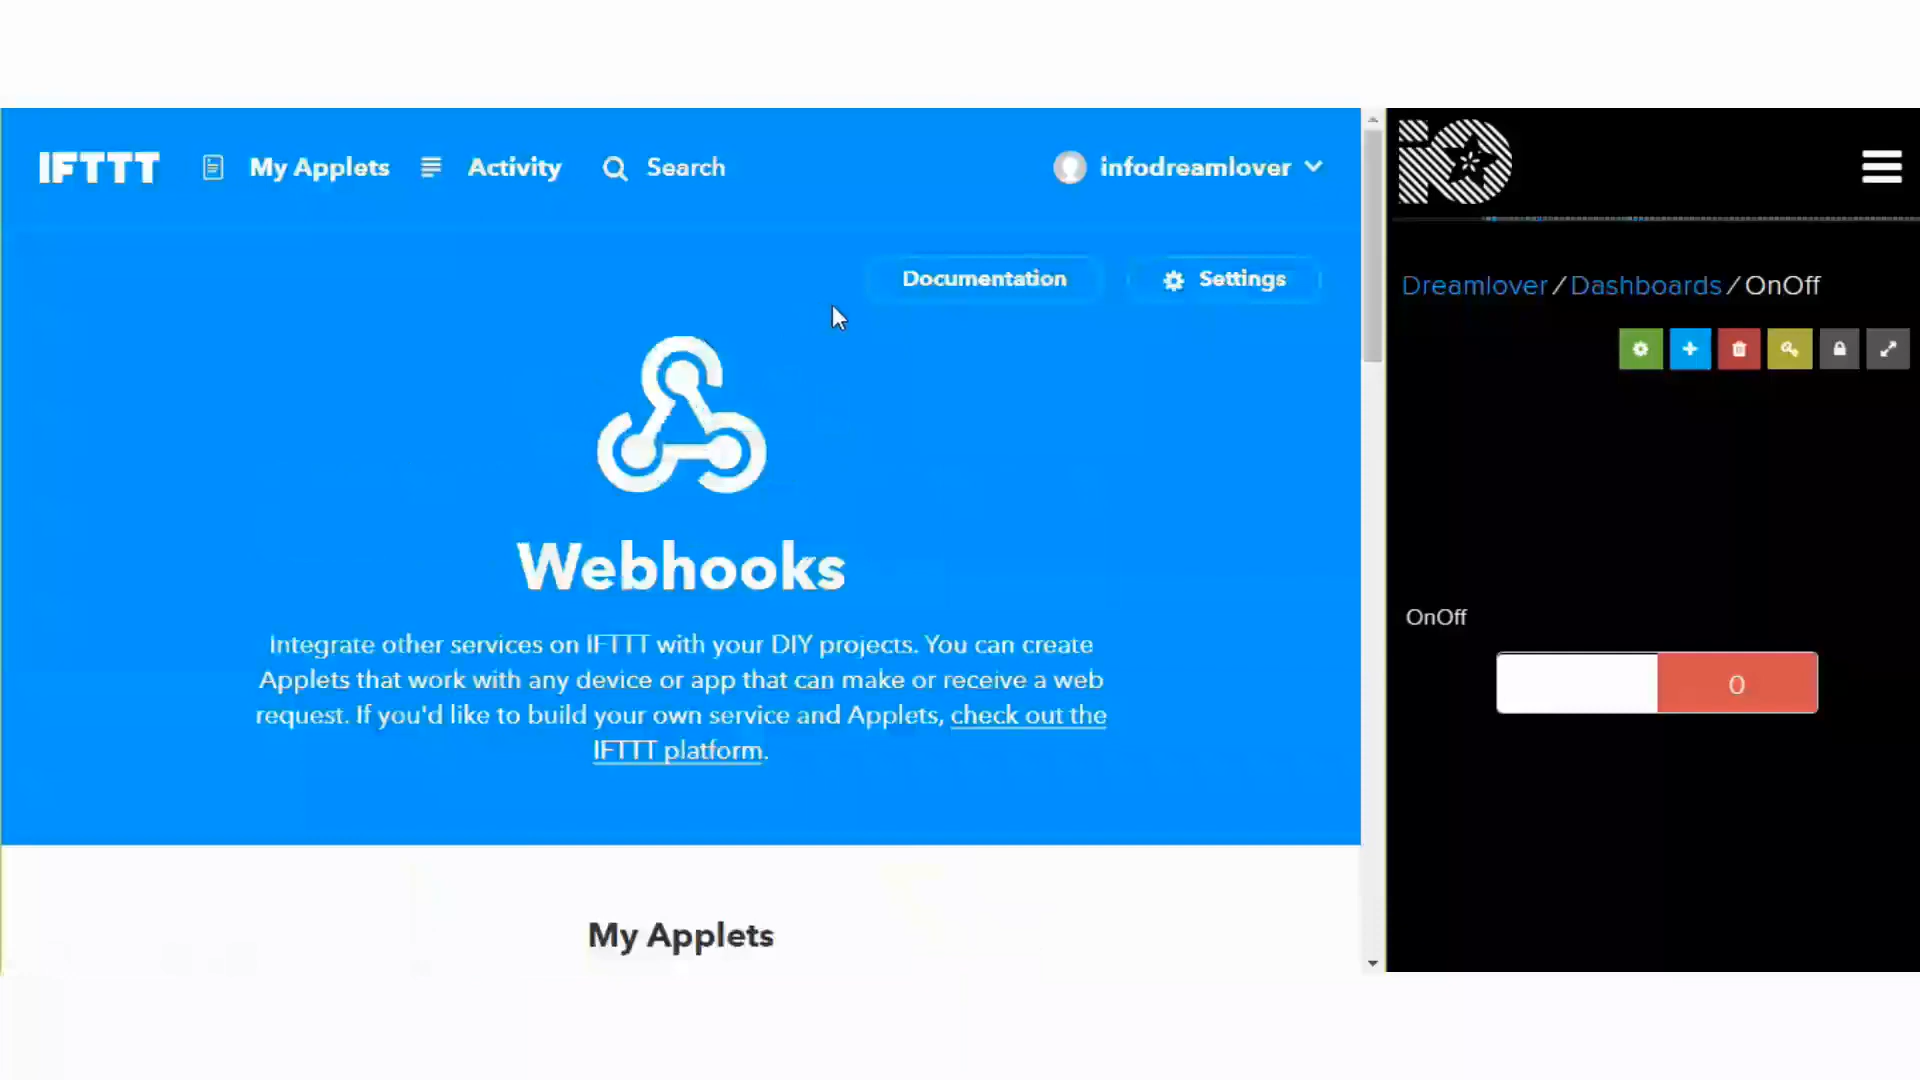 IFTTT My Applets Activity Search infodreamlover
Documentation Settings
Webhooks
Integrate other services on IFTTT with your DIY projects. You can create
Applets that work with any device or app that can make or receive a web
request. If you'd like to build your own service and Applets, check out the
IFTTT platform.
My Applets
io
Dreamlover / Dashboards / OnOff
OnOff
0